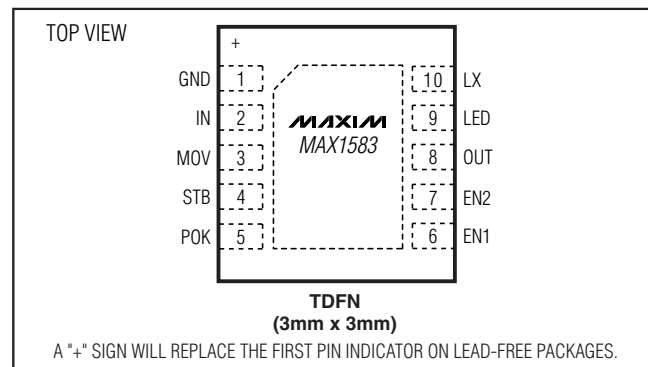 TOP VIEW
+
GND 1 10 LX
IN 2 MAXIM 9 LED
MAX1583
MOV 3 8 OUT
STB 4 7 EN2
POK 5 6 EN1
TDFN
(3mm x 3mm)
A "+" SIGN WILL REPLACE THE FIRST PIN INDICATOR ON LEAD-FREE PACKAGES.